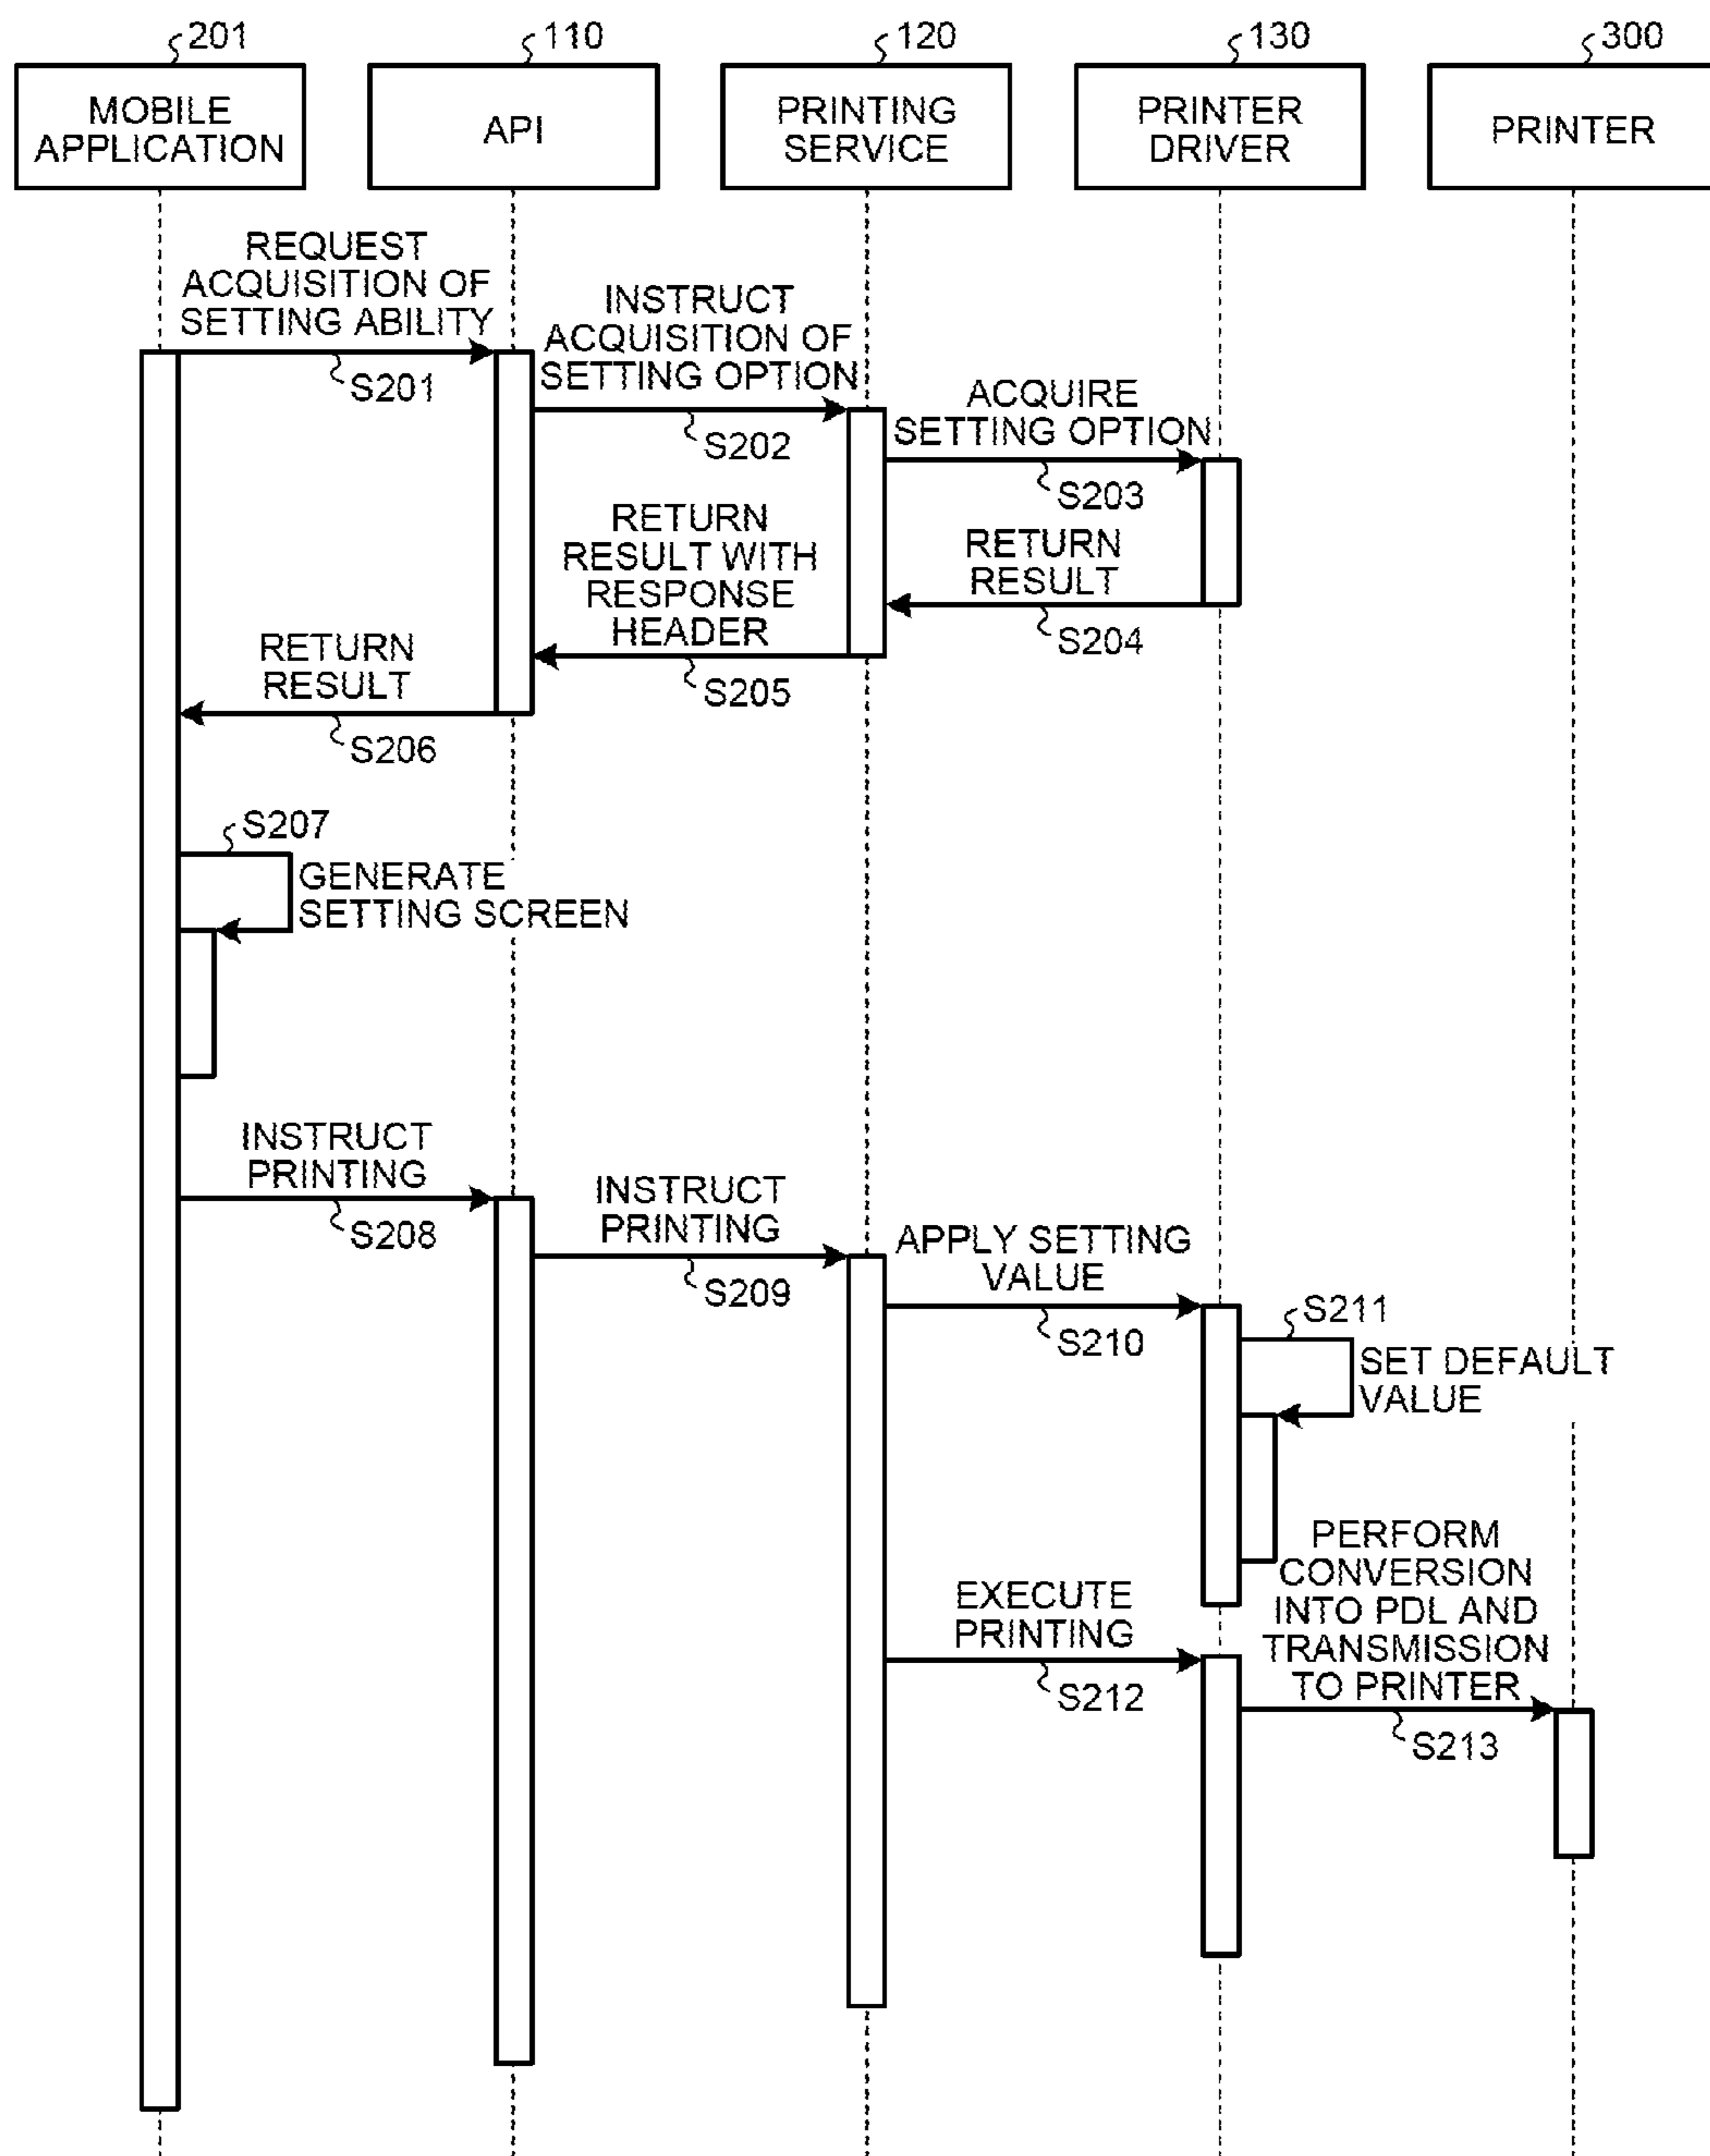 201
110
120
130
300
MOBILE
APPLICATION
API
PRINTING
SERVICE
PRINTER
DRIVER
PRINTER
REQUEST
ACQUISITION OF
SETTING ABILITY
S201
INSTRUCT
ACQUISITION OF
SETTING OPTION
S202
ACQUIRE
SETTING OPTION
S203
RETURN
RESULT
S204
RETURN
RESULT WITH
RESPONSE
HEADER
S205
RETURN
RESULT
S206
S207
GENERATE
SETTING SCREEN
INSTRUCT
PRINTING
S208
INSTRUCT
PRINTING
S209
APPLY SETTING
VALUE
S210
S211
SET DEFAULT
VALUE
EXECUTE
PRINTING
S212
PERFORM
CONVERSION
INTO PDL AND
TRANSMISSION
TO PRINTER
S213